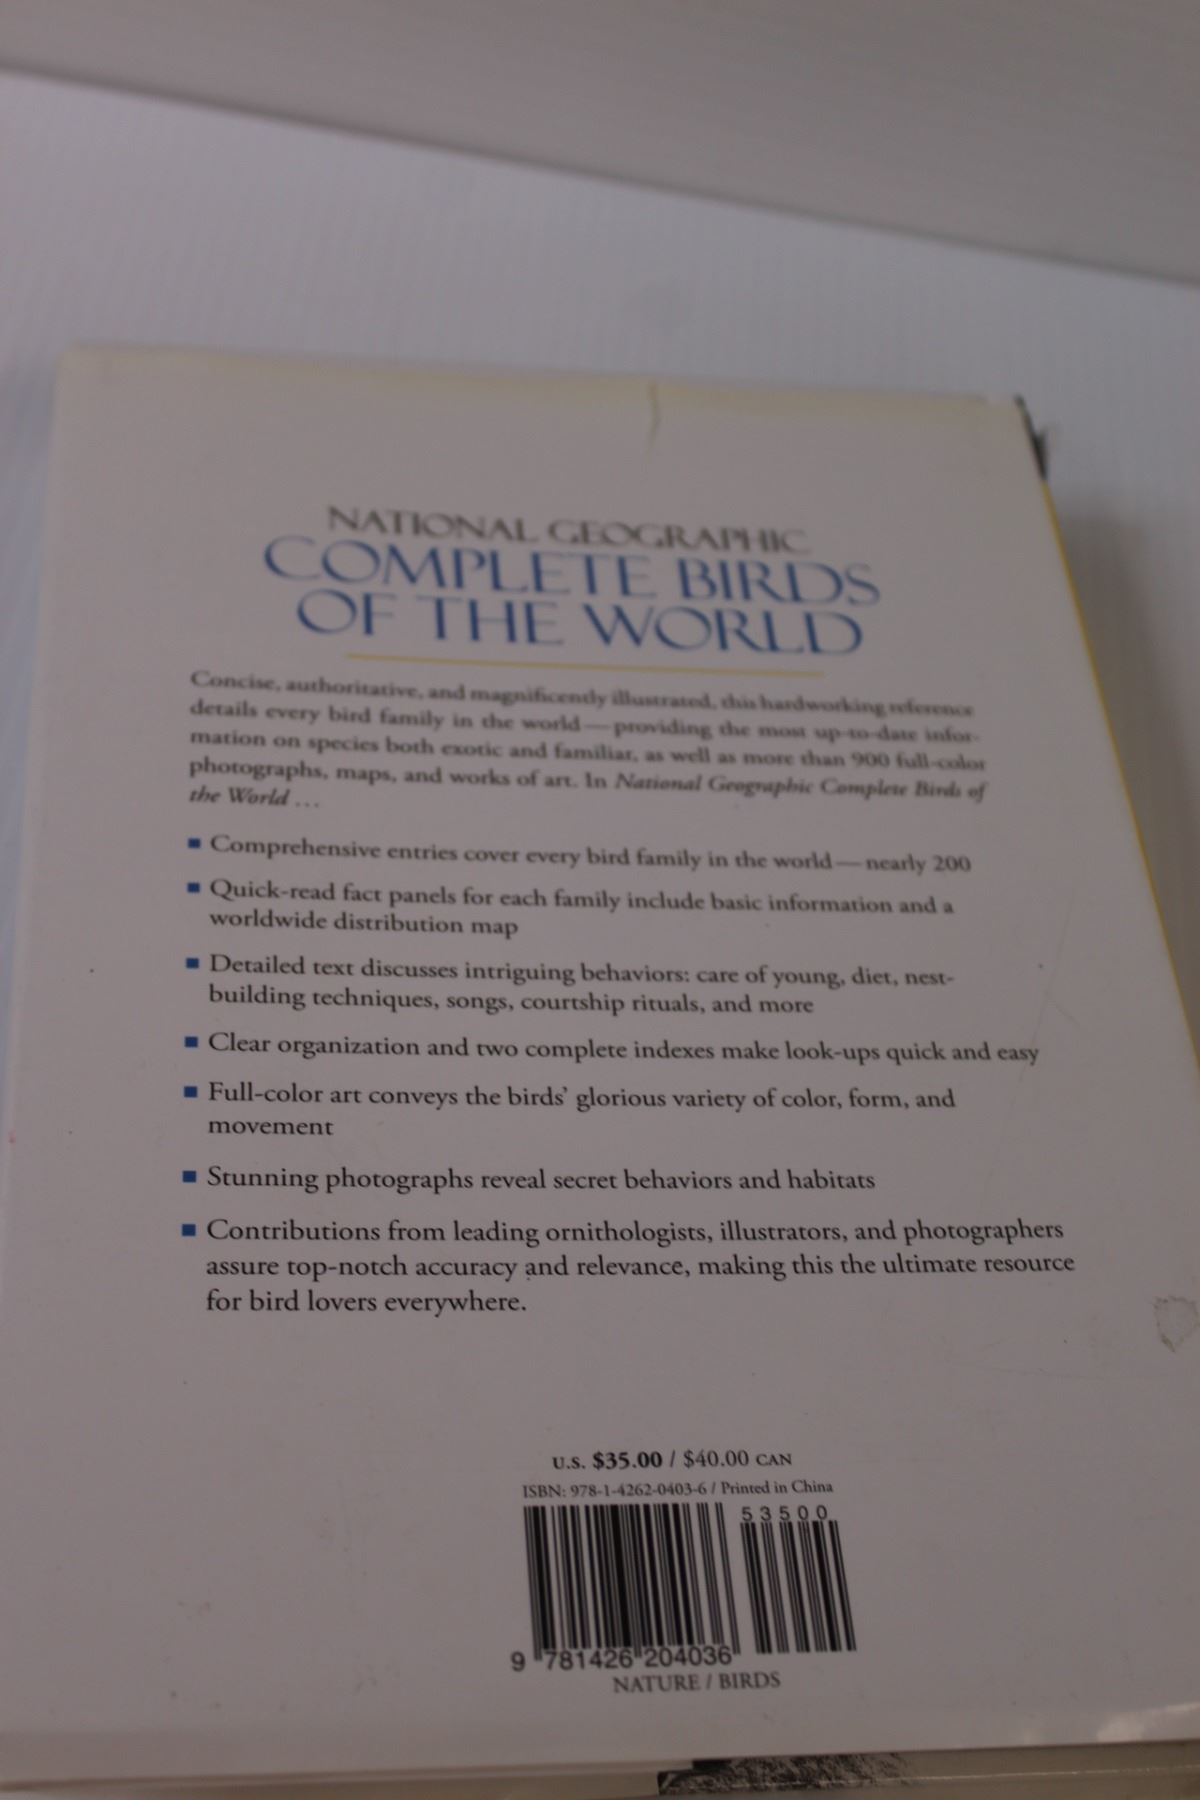 NATIONAL GEOGRAPHIC
COMPLETE BIRDS
OF THE WORLD
Concise, authoritative, and magnificently illustrated, this hardworking reference
details every bird family in the world—providing the most up-to-date infor-
mation on species both exotic and familiar, as well as more than 900 full-color
photographs, maps, and works of art. In National Geographic Complete Birds of
the World ...
■ Comprehensive entries cover every bird family in the world—nearly 200
■ Quick-read fact panels for each family include basic information and a
worldwide distribution map
■ Detailed text discusses intriguing behaviors: care of young, diet, nest-
building techniques, songs, courtship rituals, and more
■ Clear organization and two complete indexes make look-ups quick and easy
■ Full-color art conveys the birds’ glorious variety of color, form, and
movement
■ Stunning photographs reveal secret behaviors and habitats
■ Contributions from leading ornithologists, illustrators, and photographers
assure top-notch accuracy and relevance, making this the ultimate resource
for bird lovers everywhere.
U.S. $35.00 / $40.00 CAN
ISBN: 978-1-4262-0403-6 / Printed in China
53500
9 781426 204036
NATURE / BIRDS